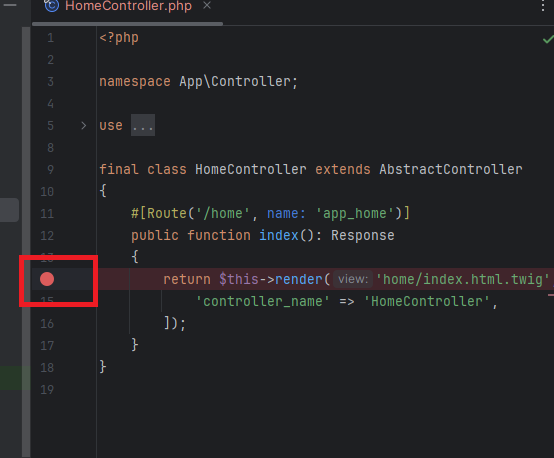 HomeController.php
1 <?php
2
3 namespace App\Controller;
4
5 use ...
8
9 final class HomeController extends AbstractController
10 {
11 #[Route('/home', name: 'app_home')]
12 public function index(): Response
13 {
return $this->render( view: 'home/index.html.twig'
15 'controller_name' => 'HomeController',
16 ]);
17 }
18 }
19